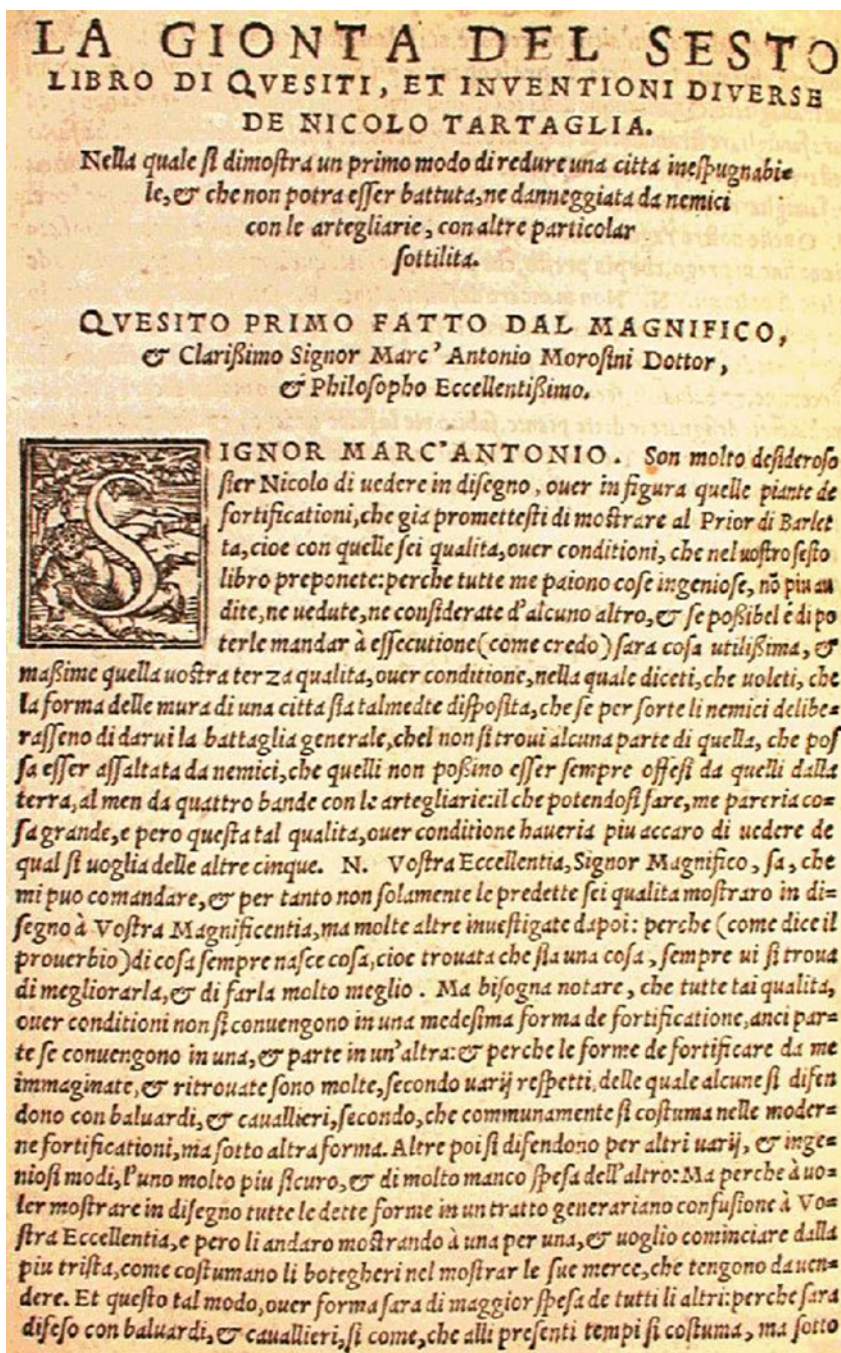 LA GIONTA DEL SESTO
LIBRO DI QVESITI, ET INVENTIONI DIVERSE
DE NICOLO TARTAGLIA.
Nella quale si dimostra un primo modo di redure una citta inespugnabi=
le, & che non potra esser battuta, ne danneggiata da nemici
con le artegliarie, con altre particolar
sottilita.
QVESITO PRIMO FATTO DAL MAGNIFICO,
& Clarißimo Signor Marc' Antonio Morosini Dottor,
& Philosopho Eccellentißimo.
SIGNOR MARC'ANTONIO. Son molto desideroso
sier Nicolo di uedere in disegno, ouer in figura quelle piante de
fortificationi, che gia promettesti di mostrare al Prior di Barlet
ta, cioe con quelle sei qualita, ouer conditioni, che nel uostro sesto
libro preponete: perche tutte me paiono cose ingeniose, nõ piu au
dite, ne uedute, ne considerate d'alcuno altro, & se poßibel è di po
terle mandar à essecutione (come credo) sara cosa utilißima, &
maßime quella uostra terza qualita, ouer conditione, nella quale diceti, che uoleti, che
la forma delle mura di una citta sia talmedte disposita, che se per sorte li nemici delibe=
rasseno di darui la battaglia generale, chel non si troui alcuna parte di quella, che pos
sa esser assaltata da nemici, che quelli non poßino esser sempre offesi da quelli dalla
terra, al men da quattro bande con le artegliarie: il che potendosi fare, me pareria co=
sa grande, e pero questa tal qualita, ouer conditione haueria piu accaro di uedere de
qual si uoglia delle altre cinque. N. Vostra Eccellentia, Signor Magnifico, sa, che
mi puo comandare, & per tanto non solamente le predette sei qualita mostraro in di=
segno à Vostra Magnificentia, ma molte altre inuestigate dapoi: perche (come dice il
prouerbio) di cosa sempre nasce cosa, cioe trouata che sia una cosa, sempre ui si troua
di megliorarla, & di farla molto meglio. Ma bisogna notare, che tutte tai qualita,
ouer conditioni non si conuengono in una medesima forma de fortificatione, anci par=
te se conuengono in una, & parte in un'altra: & perche le forme de fortificare da me
immaginate, & ritrouate sono molte, secondo uarij respetti, delle quale alcune si difen
dono con baluardi, & cauallieri, secondo, che communamente si costuma nelle moder=
ne fortificationi, ma sotto altra forma. Altre poi si difendono per altri uarij, & inge=
niosi modi, l'uno molto piu sicuro, & di molto manco spesa dell'altro: Ma perche à uo=
ler mostrare in disegno tutte le dette forme in un tratto generariano confusione à Vo=
stra Eccellentia, e pero li andaro mostrando à una per una, & uoglio cominciare dalla
piu trista, come costumano li botegheri nel mostrar le sue merce, che tengono da uen=
dere. Et questo tal modo, ouer forma sara di maggior spesa de tutti li altri: perche sara
difeso con baluardi, & cauallieri, si come, che alli presenti tempi si costuma, ma sotto